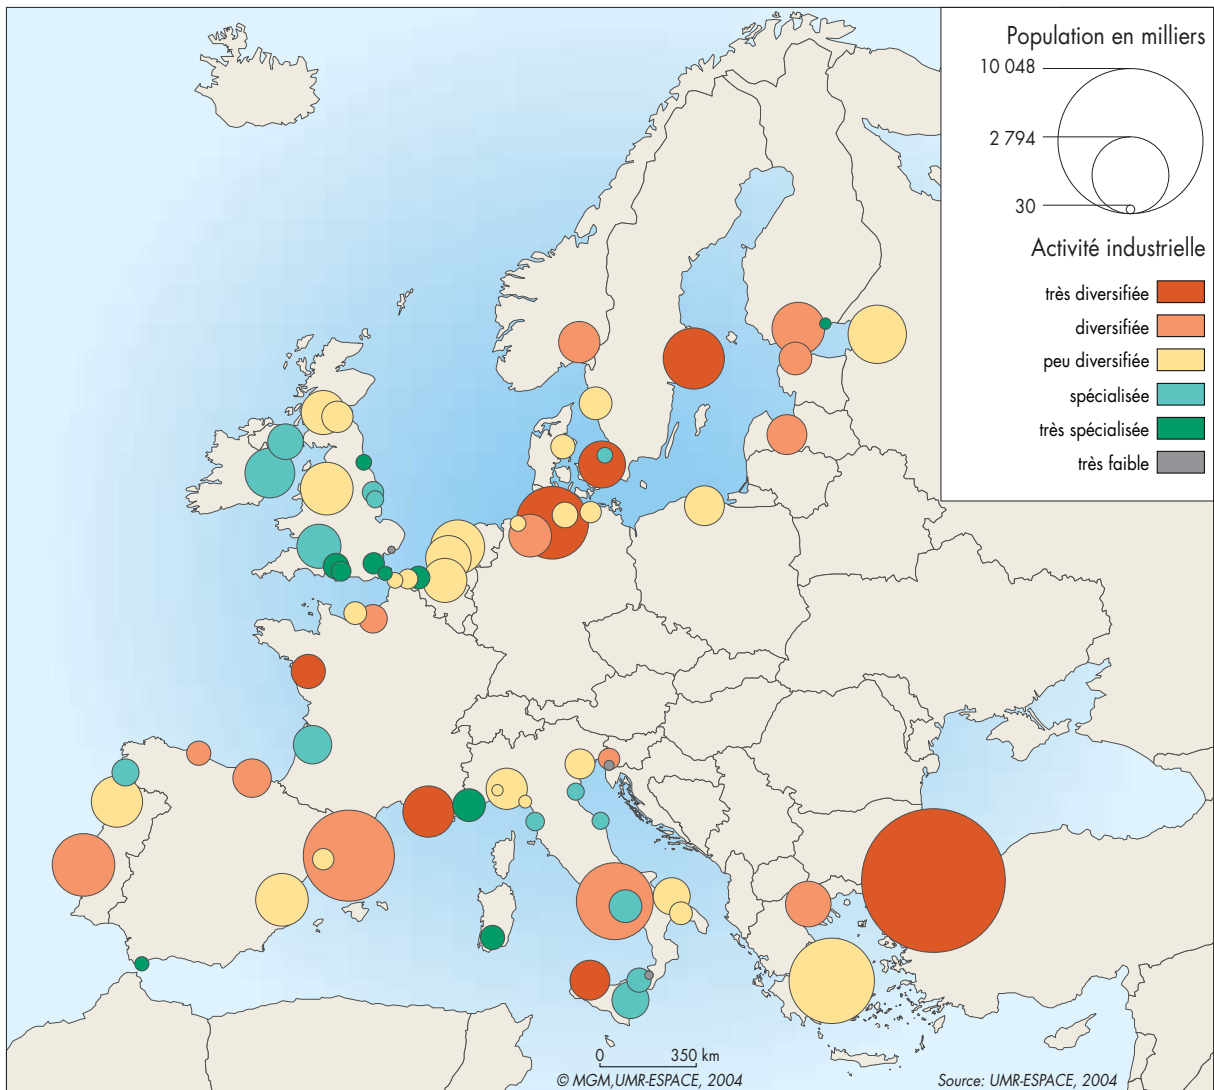 Population en milliers
10 048
2 794
30
Activité industrielle
très diversifiée
diversifiée
peu diversifiée
spécialisée
très spécialisée
très faible
0 350 km
© MGM,UMR-ESPACE, 2004
Source: UMR-ESPACE, 2004